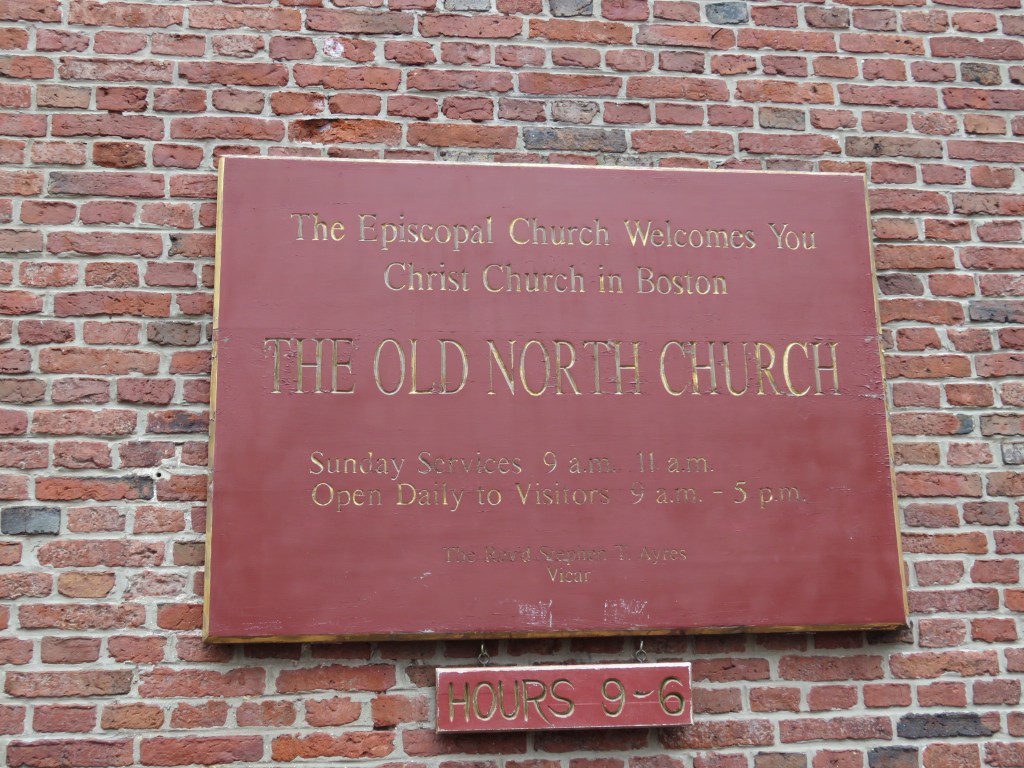 The Episcopal Church Welcomes You
Christ Church in Boston
THE OLD NORTH CHURCH
Sunday Services 9 a.m. 11 a.m.
Open Daily to Visitors 9 a.m. - 5 p.m.
The Rev'd Stephen T. Ayres
Vicar
HOURS 9-6